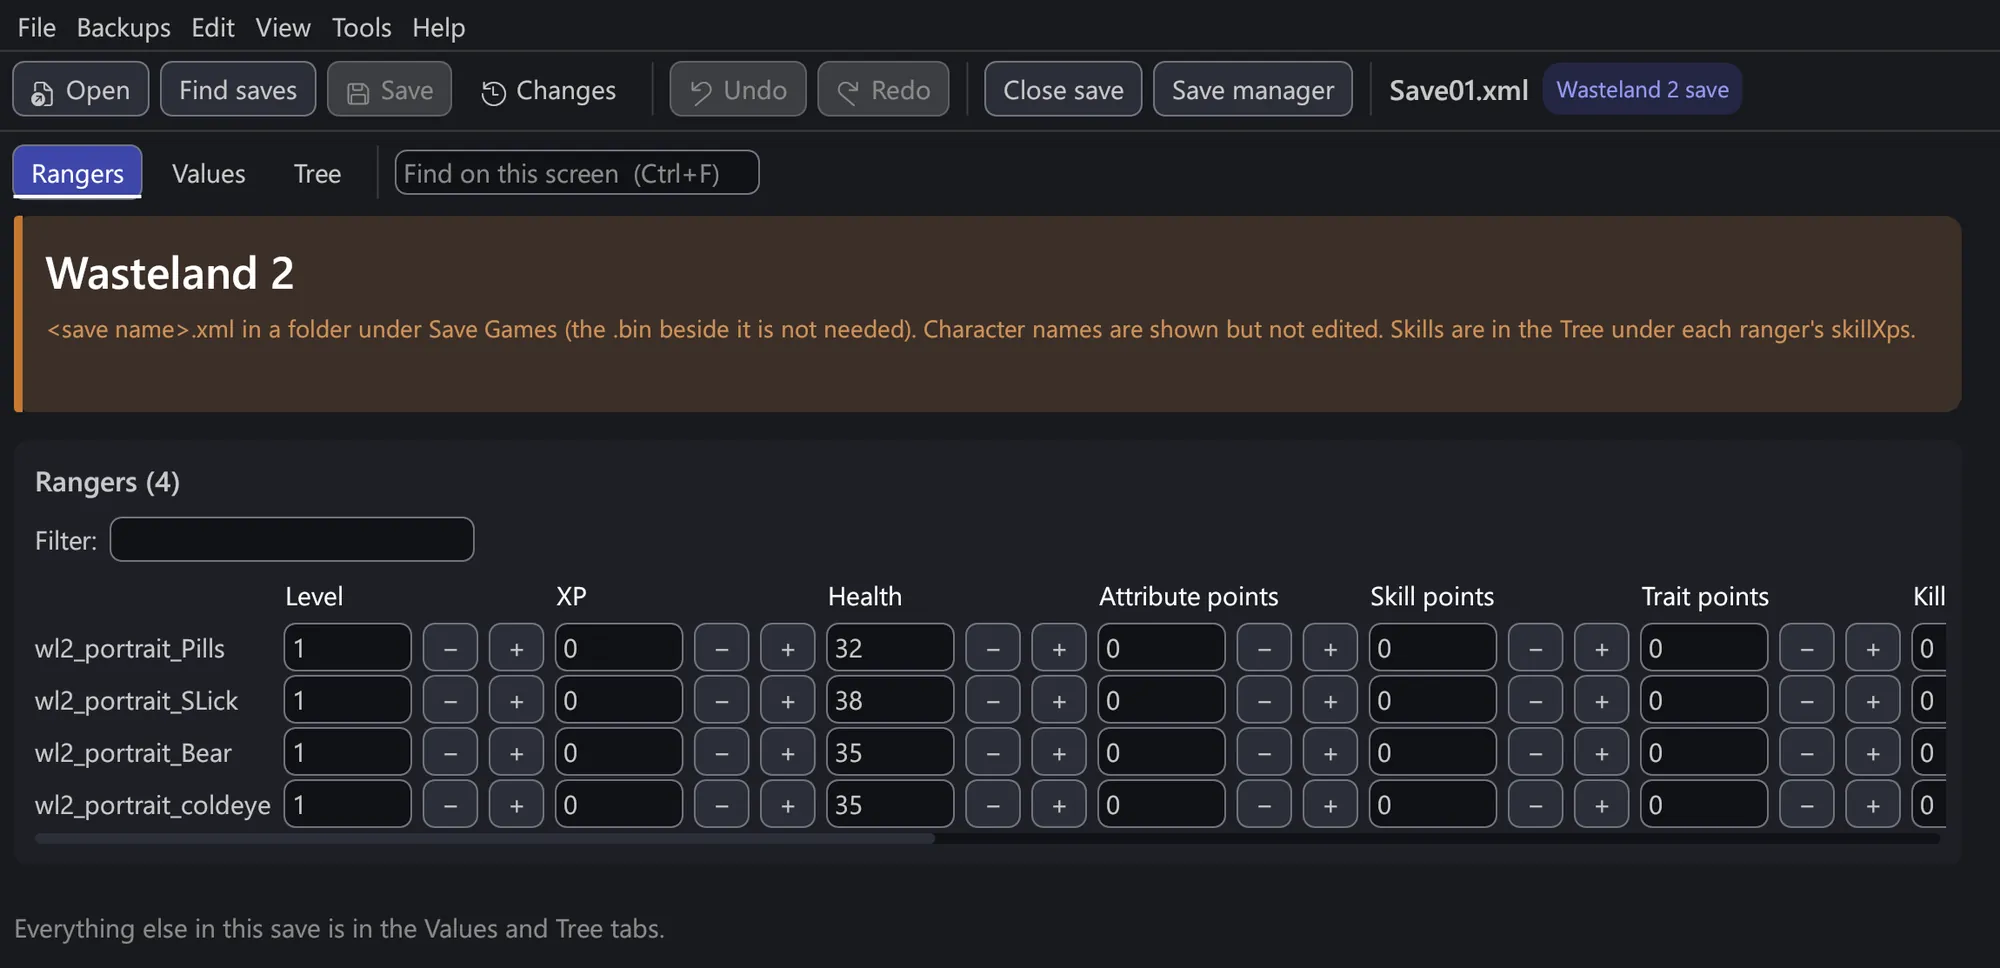 File Edit Backups View Tools Help
Open Find saves Save Changes Undo Redo Close save Save manager Save01.xml Wasteland 2 save
Rangers Values Tree Find on this screen (Ctrl+F)
Wasteland 2
<save name>.xml in a folder under Save Games (the .bin beside it is not needed). Character names are shown but not edited. Skills are in the Tree under each ranger's skillXps.
Rangers (4)
Filter:
Level XP Health Attribute points Skill points Trait points Kill
wl2_portrait_Pills 1 − + 0 − + 32 − + 0 − + 0 − + 0 − + 0
wl2_portrait_SLick 1 − + 0 − + 38 − + 0 − + 0 − + 0 − + 0
wl2_portrait_Bear 1 − + 0 − + 35 − + 0 − + 0 − + 0 − + 0
wl2_portrait_coldeye 1 − + 0 − + 35 − + 0 − + 0 − + 0 − + 0
Everything else in this save is in the Values and Tree tabs.